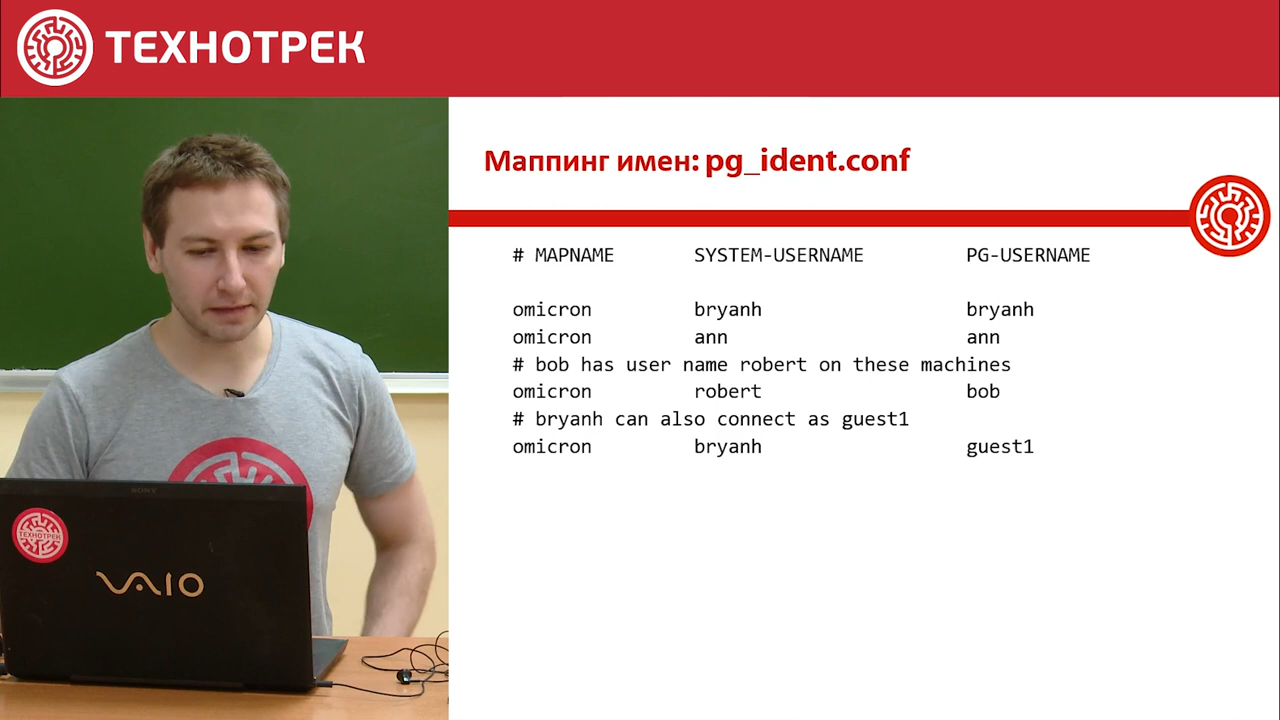 ТЕХНОТРЕК
Маппинг имен: pg_ident.conf
# MAPNAME SYSTEM-USERNAME PG-USERNAME
omicron bryanh bryanh
omicron ann ann
# bob has user name robert on these machines
omicron robert bob
# bryanh can also connect as guest1
omicron bryanh guest1
SONY
ТЕХНОТРЕК
VAIO